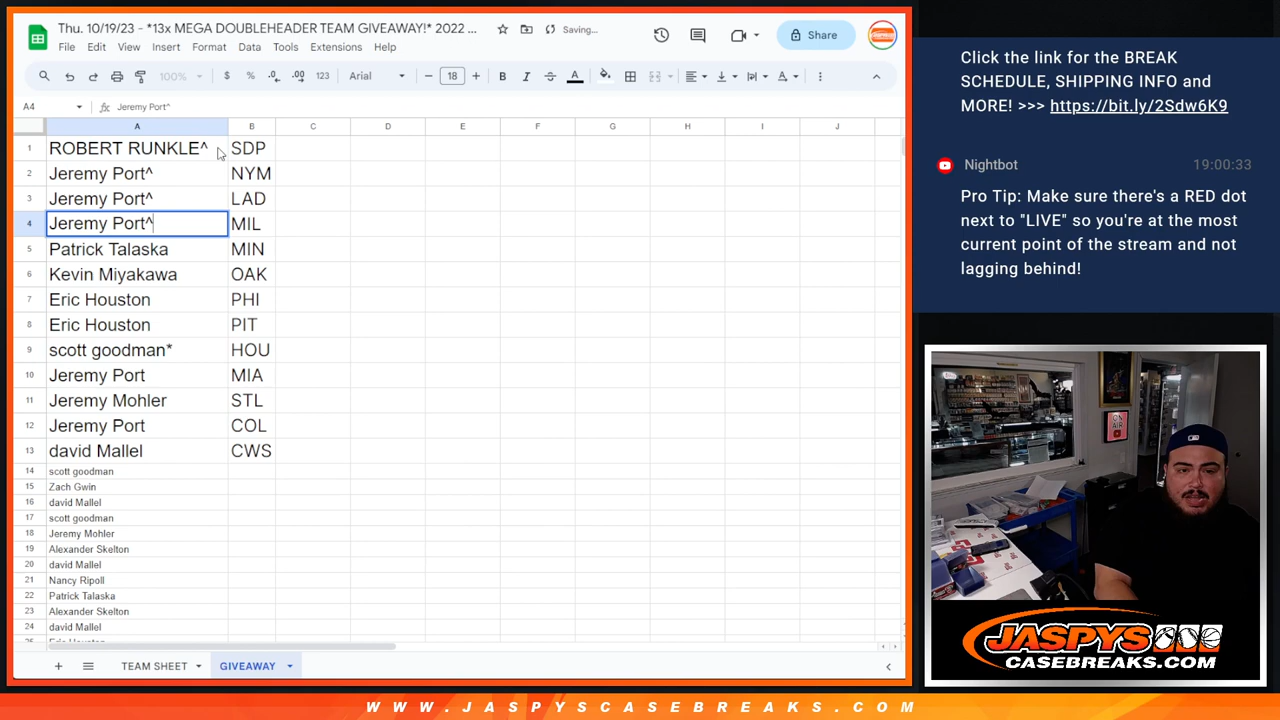 Thu. 10/19/23 - *13x MEGA DOUBLEHEADER TEAM GIVEAWAY!* 2022 ...
Saving...
File Edit View Insert Format Data Tools Extensions Help
Share
100% $ % .0 .00 123 Arial 18 B I A
A4 fx Jeremy Port^
A B C D E F G H I J
1 ROBERT RUNKLE^ SDP
2 Jeremy Port^ NYM
3 Jeremy Port^ LAD
4 Jeremy Port^ MIL
5 Patrick Talaska MIN
6 Kevin Miyakawa OAK
7 Eric Houston PHI
8 Eric Houston PIT
9 scott goodman* HOU
10 Jeremy Port MIA
11 Jeremy Mohler STL
12 Jeremy Port COL
13 david Mallel CWS
14 scott goodman
15 Zach Gwin
16 david Mallel
17 scott goodman
18 Jeremy Mohler
19 Alexander Skelton
20 david Mallel
21 Nancy Ripoll
22 Patrick Talaska
23 Alexander Skelton
24 david Mallel
25 Eric Houston
TEAM SHEET GIVEAWAY
Click the link for the BREAK
SCHEDULE, SHIPPING INFO and
MORE! >>> https://bit.ly/2Sdw6K9
Nightbot 19:00:33
Pro Tip: Make sure there's a RED dot
next to "LIVE" so you're at the most
current point of the stream and not
lagging behind!
ON AIR
JASPYS
CASEBREAKS.COM
WWW.JASPYSCASEBREAKS.COM